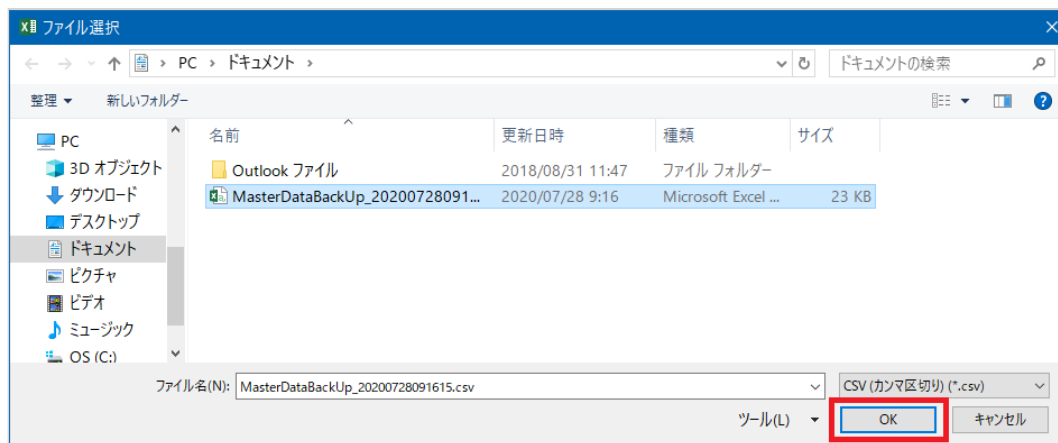 ファイル選択
PC › ドキュメント ›
ドキュメントの検索
整理 新しいフォルダー
名前 更新日時 種類 サイズ
PC
3D オブジェクト
ダウンロード
デスクトップ
ドキュメント
ピクチャ
ビデオ
ミュージック
OS (C:)
Outlook ファイル 2018/08/31 11:47 ファイル フォルダー
MasterDataBackUp_20200728091... 2020/07/28 9:16 Microsoft Excel ... 23 KB
ファイル名(N): MasterDataBackUp_20200728091615.csv CSV (カンマ区切り) (*.csv)
ツール(L) OK キャンセル